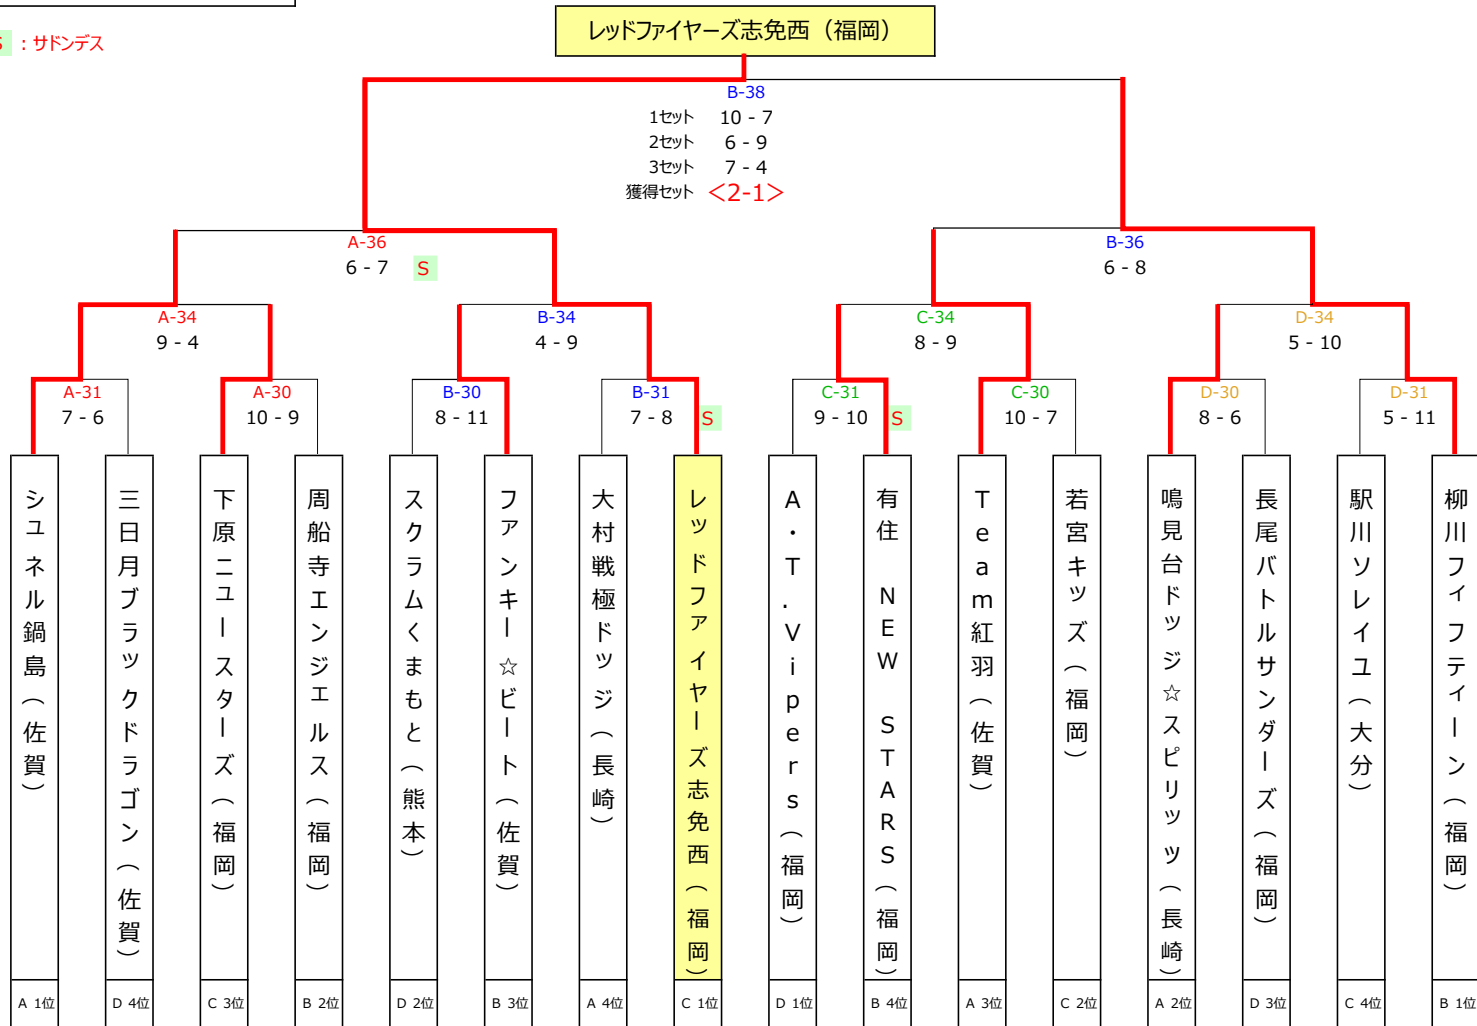 レッドファイヤーズ志免西（福岡）
S ：サドンデス
B-38
1セット 10 - 7
2セット 6 - 9
3セット 7 - 4
獲得セット ＜2-1＞
A-36
6 - 7 S
B-36
6 - 8
A-34
9 - 4
B-34
4 - 9
C-34
8 - 9
D-34
5 - 10
A-31
7 - 6
A-30
10 - 9
B-30
8 - 11
B-31
7 - 8 S
C-31
9 - 10 S
C-30
10 - 7
D-30
8 - 6
D-31
5 - 11
シュネル鍋島（佐賀）
三日月ブラックドラゴン（佐賀）
下原ニュースターズ（福岡）
周船寺エンジェルス（福岡）
スクラムくまもと（熊本）
ファンキー☆ビート（佐賀）
大村戦極ドッジ（長崎）
レッドファイヤーズ志免西（福岡）
A・T.Vipers（福岡）
有住 NEW STARS（福岡）
Team紅羽（佐賀）
若宮キッズ（福岡）
鳴見台ドッジ☆スピリッツ（長崎）
長尾バトルサンダーズ（福岡）
駅川ソレイユ（大分）
柳川フィフティーン（福岡）
A 1位
D 4位
C 3位
B 2位
D 2位
B 3位
A 4位
C 1位
D 1位
B 4位
A 3位
C 2位
A 2位
D 3位
C 4位
B 1位